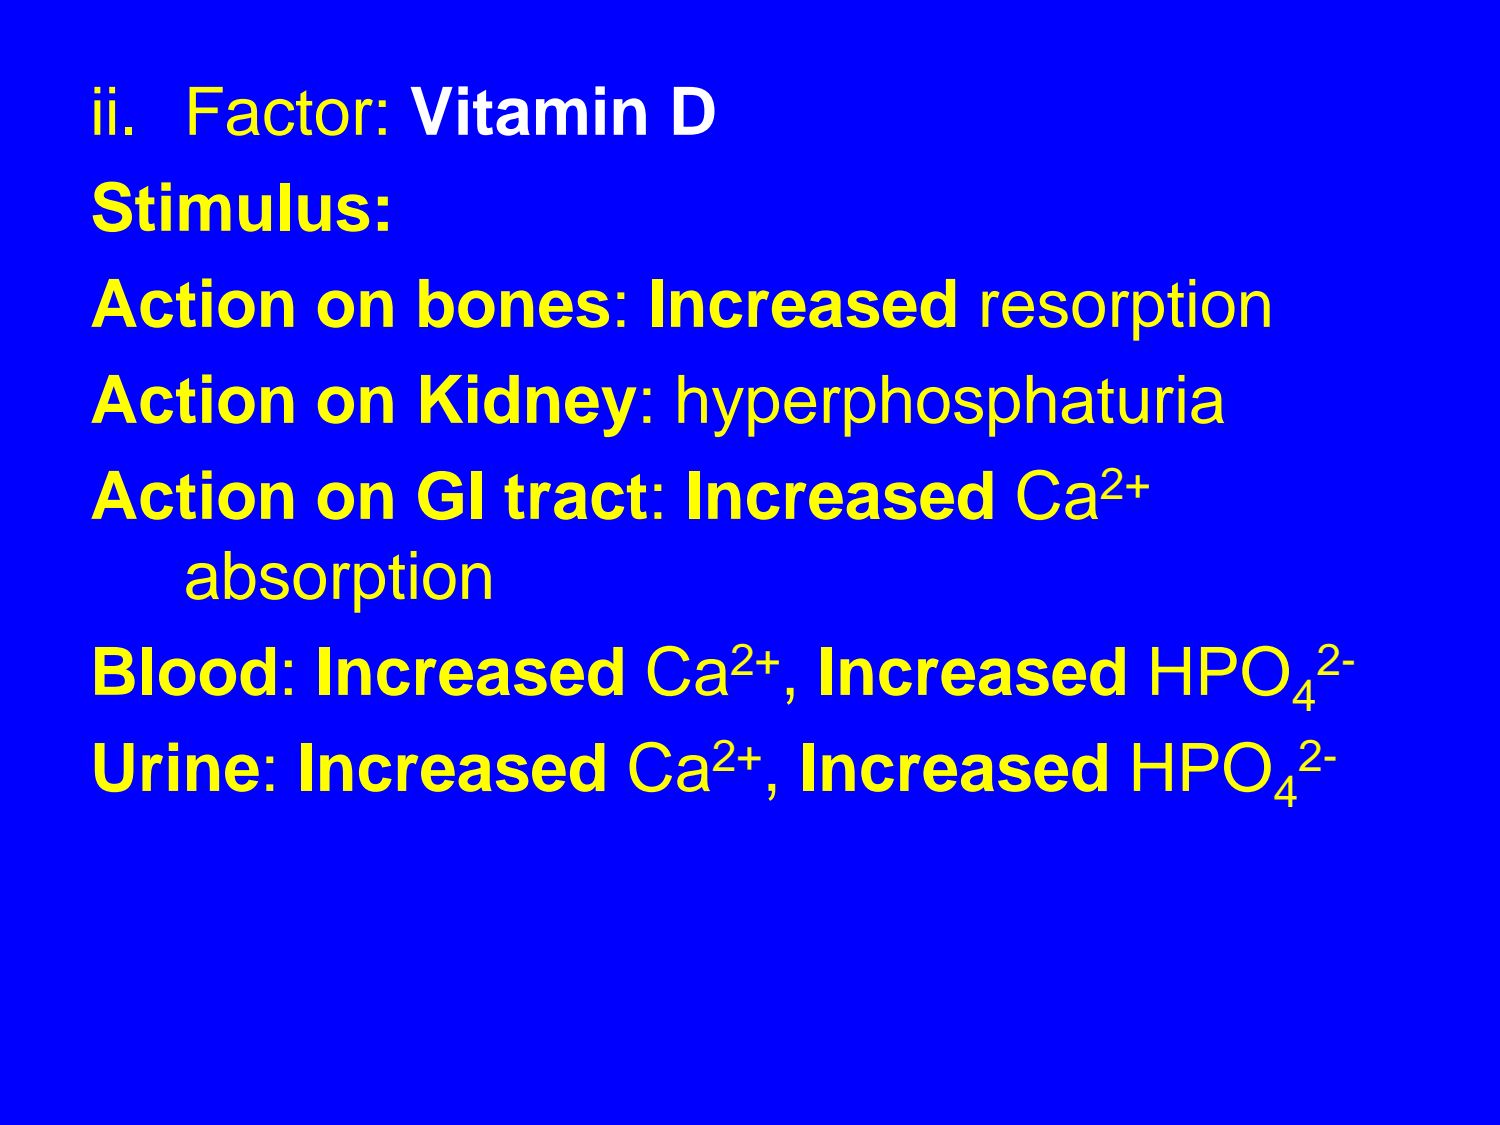 ii. Factor: Vitamin D
Stimulus:
Action on bones: Increased resorption
Action on Kidney: hyperphosphaturia
Action on GI tract: Increased Ca²⁺
absorption
Blood: Increased Ca²⁺, Increased HPO₄²⁻
Urine: Increased Ca²⁺, Increased HPO₄²⁻